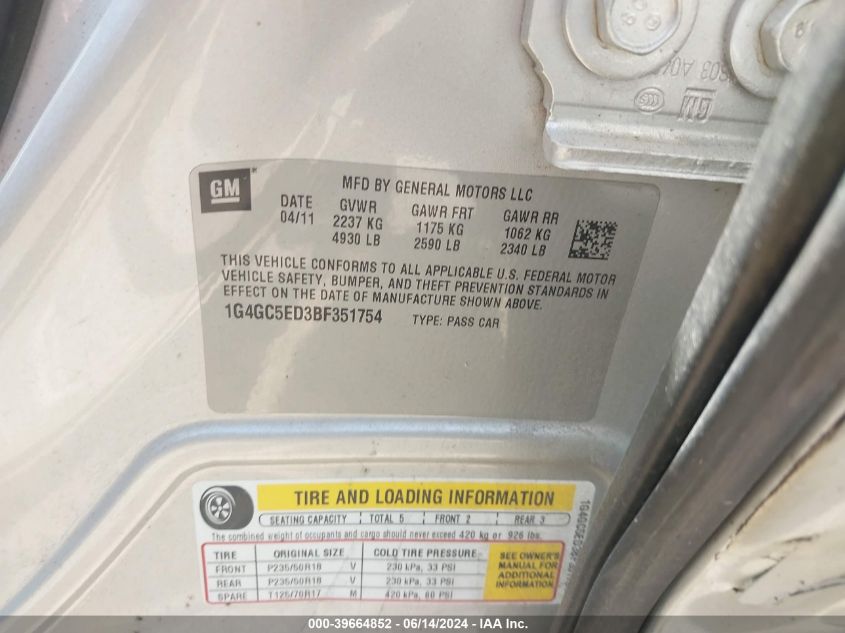 GM
MFD BY GENERAL MOTORS LLC
DATE GVWR GAWR FRT GAWR RR
04/11 2237 KG 1175 KG 1062 KG
4930 LB 2590 LB 2340 LB
THIS VEHICLE CONFORMS TO ALL APPLICABLE U.S. FEDERAL MOTOR
VEHICLE SAFETY, BUMPER, AND THEFT PREVENTION STANDARDS IN
EFFECT ON THE DATE OF MANUFACTURE SHOWN ABOVE.
1G4GC5ED3BF351754 TYPE: PASS CAR
GM
TIRE AND LOADING INFORMATION
SEATING CAPACITY TOTAL 5 FRONT 2 REAR 3
The combined weight of occupants and cargo should never exceed 420 kg or 926 lbs.
TIRE ORIGINAL SIZE COLD TIRE PRESSURE
FRONT P235/50R18 V 230 kPa, 33 PSI
REAR P235/50R18 V 230 kPa, 33 PSI
SPARE T125/70R17 M 420 kPa, 60 PSI
SEE OWNER'S
MANUAL FOR
ADDITIONAL
INFORMATION
000-39664852 - 06/14/2024 - IAA Inc.